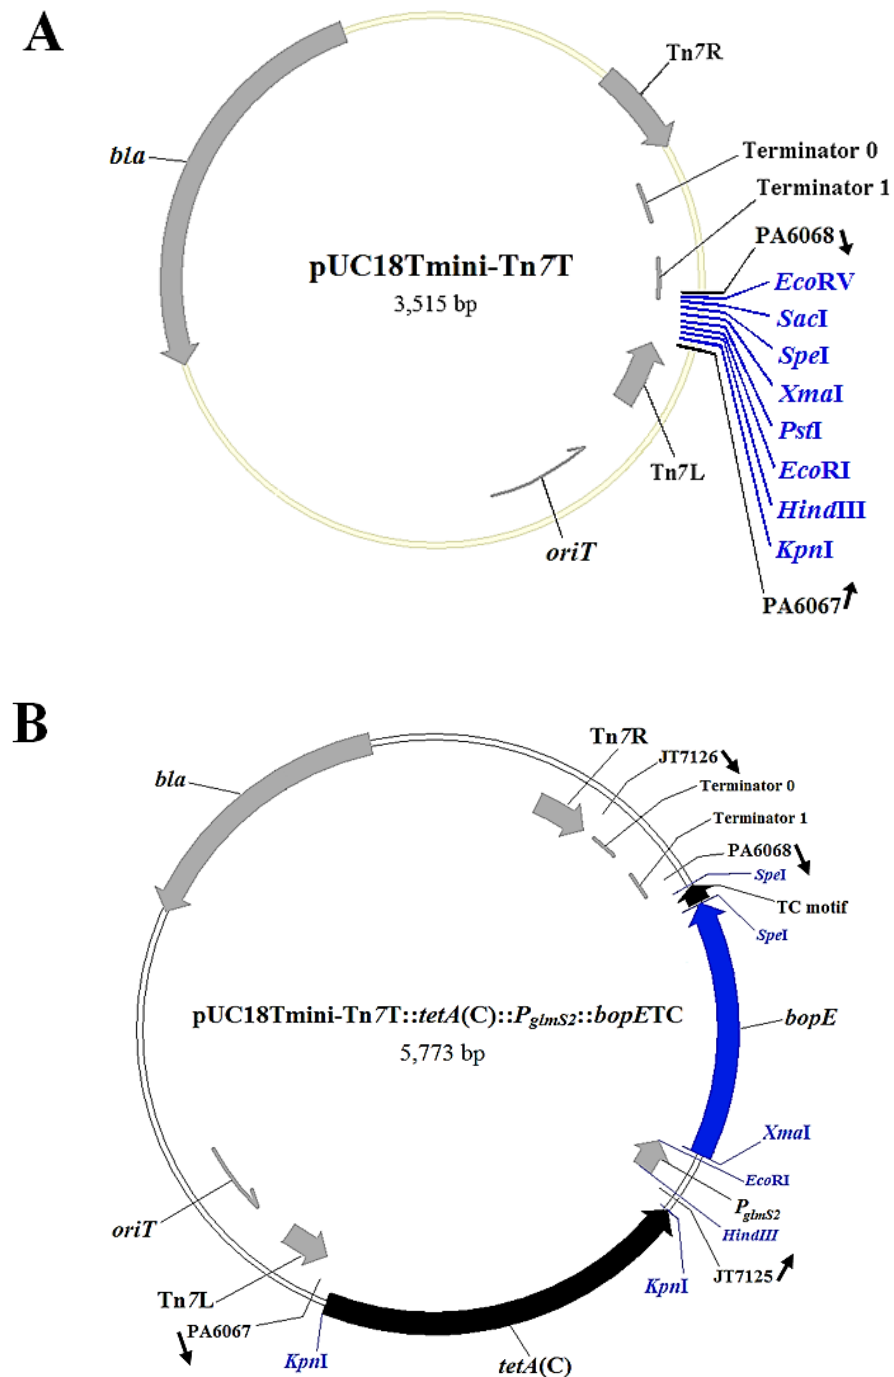 A
Tn7R
bla
Terminator 0
Terminator 1
PA6068
pUC18Tmini-Tn7T
3,515 bp
EcoRV
SacI
SpeI
XmaI
PstI
EcoRI
HindIII
KpnI
Tn7L
oriT
PA6067
B
Tn7R
JT7126
bla
Terminator 0
Terminator 1
PA6068
SpeI
TC motif
SpeI
pUC18Tmini-Tn7T::tetA(C)::PglmS2::bopETC
5,773 bp
bopE
XmaI
EcoRI
PglmS2
HindIII
oriT
JT7125
KpnI
Tn7L
PA6067
KpnI
tetA(C)